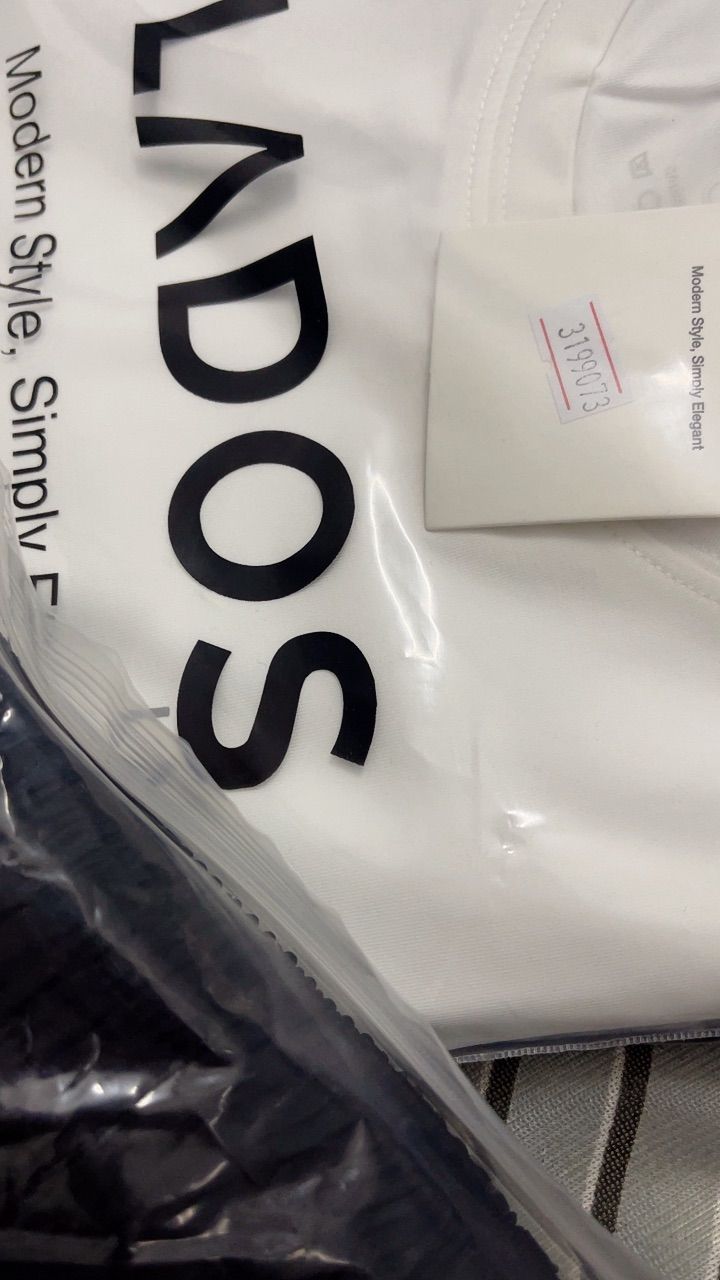 LADOS
Modern Style, Simply E
Modern Style, Simply Elegant
3199073